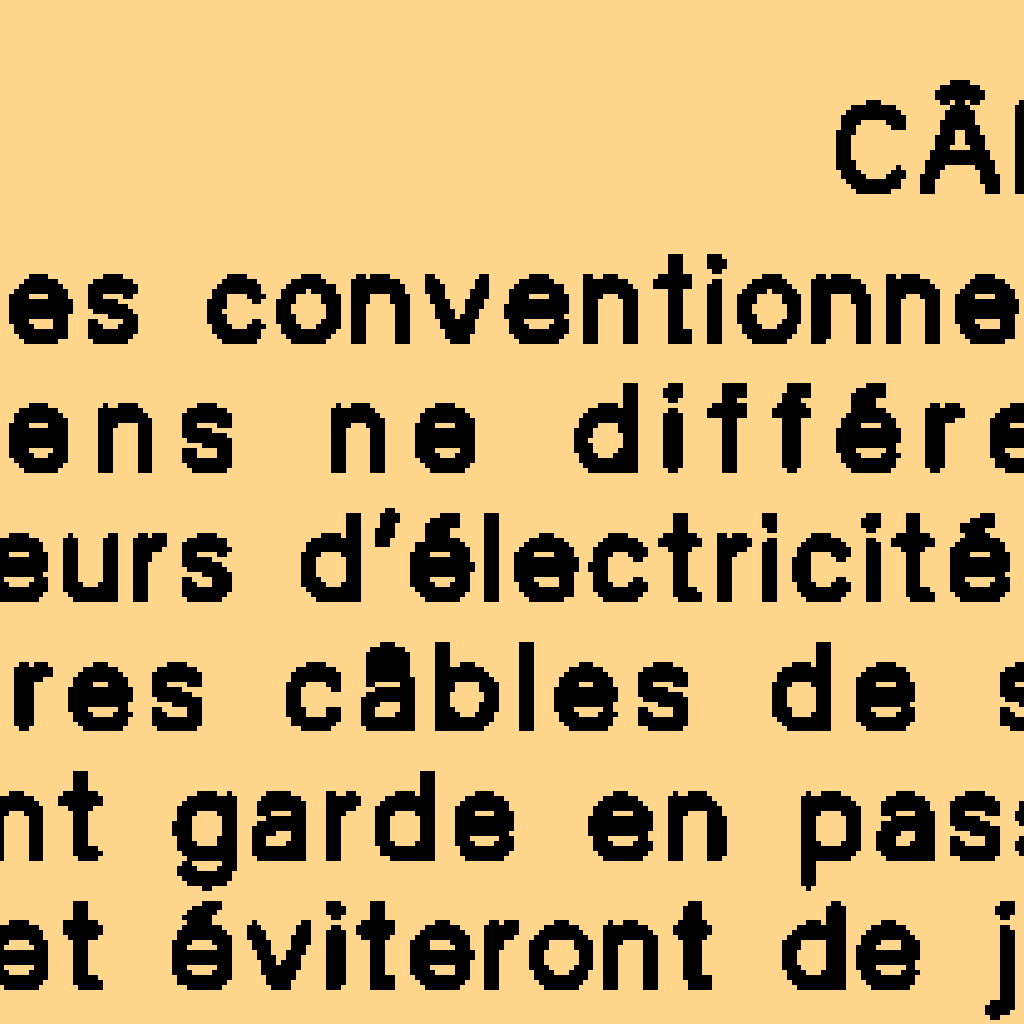 CÂ
es conventionne
ens ne différe
eurs d'électricité
res câbles de s
nt garde en pass
et éviteront de j